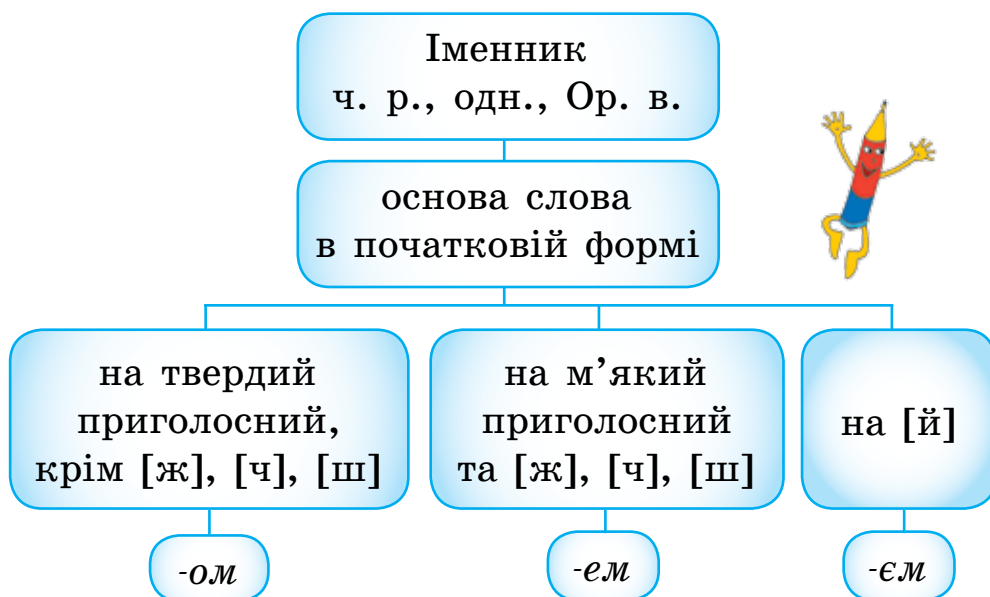 Іменник
ч. р., одн., Ор. в.
основа слова
в початковій формі
на твердий
приголосний,
крім [ж], [ч], [ш]
на м’який
приголосний
та [ж], [ч], [ш]
на [й]
-ом
-ем
-єм